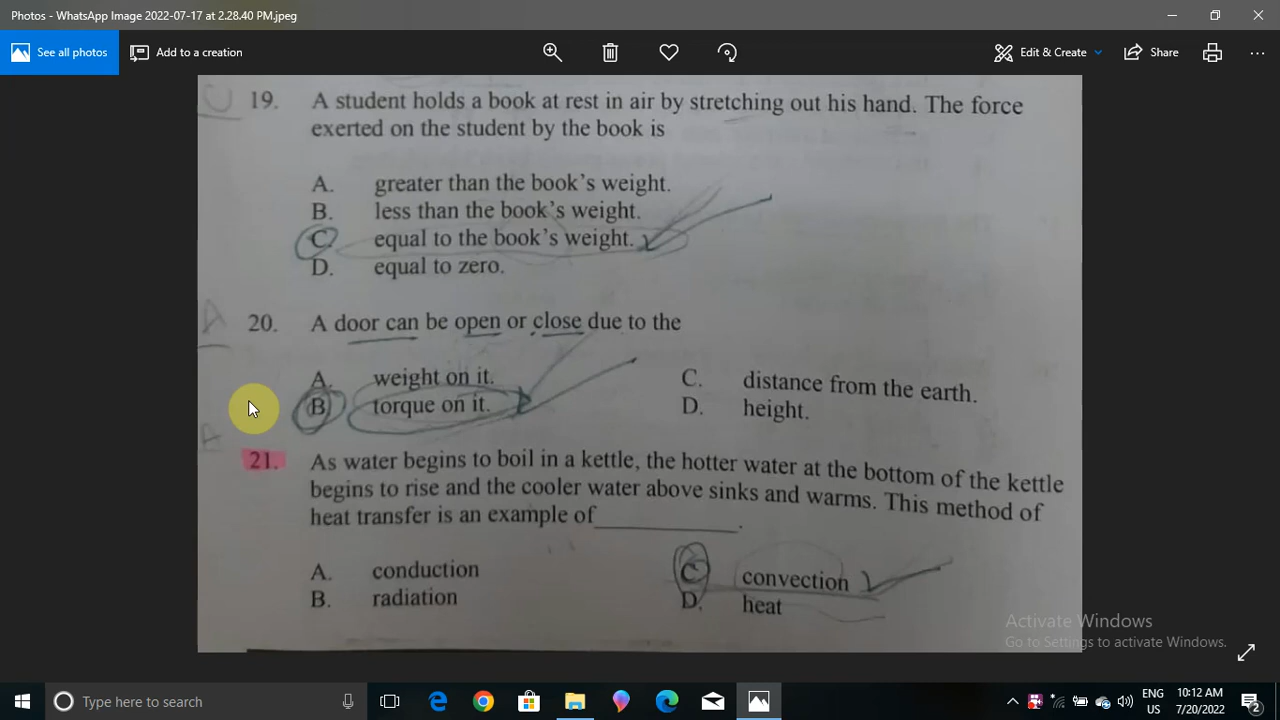 Photos - WhatsApp Image 2022-07-17 at 2.28.40 PM.jpeg
See all photos
Add to a creation
Edit & Create
Share
19. A student holds a book at rest in air by stretching out his hand. The force
exerted on the student by the book is
A. greater than the book's weight.
B. less than the book's weight.
C. equal to the book's weight.
D. equal to zero.
20. A door can be open or close due to the
A. weight on it. C. distance from the earth.
B. torque on it. D. height.
21. As water begins to boil in a kettle, the hotter water at the bottom of the kettle
begins to rise and the cooler water above sinks and warms. This method of
heat transfer is an example of____________.
A. conduction C. convection
B. radiation D. heat
Activate Windows
Go to Settings to activate Windows.
Type here to search
ENG 10:12 AM
US 7/20/2022
2